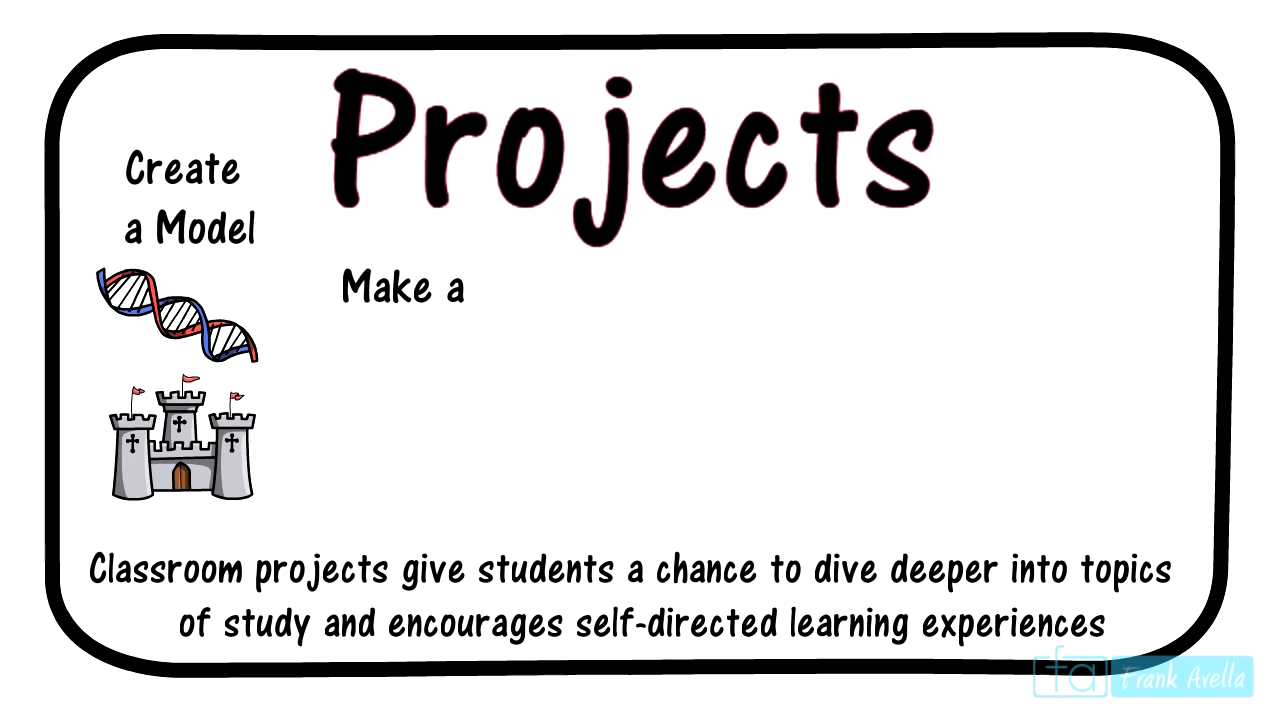 Projects
Create
a Model
Make a
Classroom projects give students a chance to dive deeper into topics
of study and encourages self-directed learning experiences
fa Frank Avella